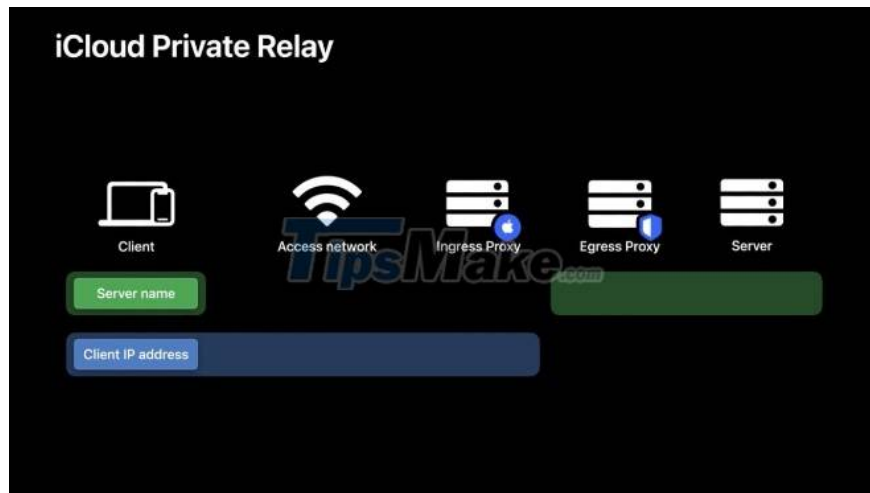 iCloud Private Relay
Client
Access network
Ingress Proxy
Egress Proxy
Server
TipsMake.com
Server name
Client IP address